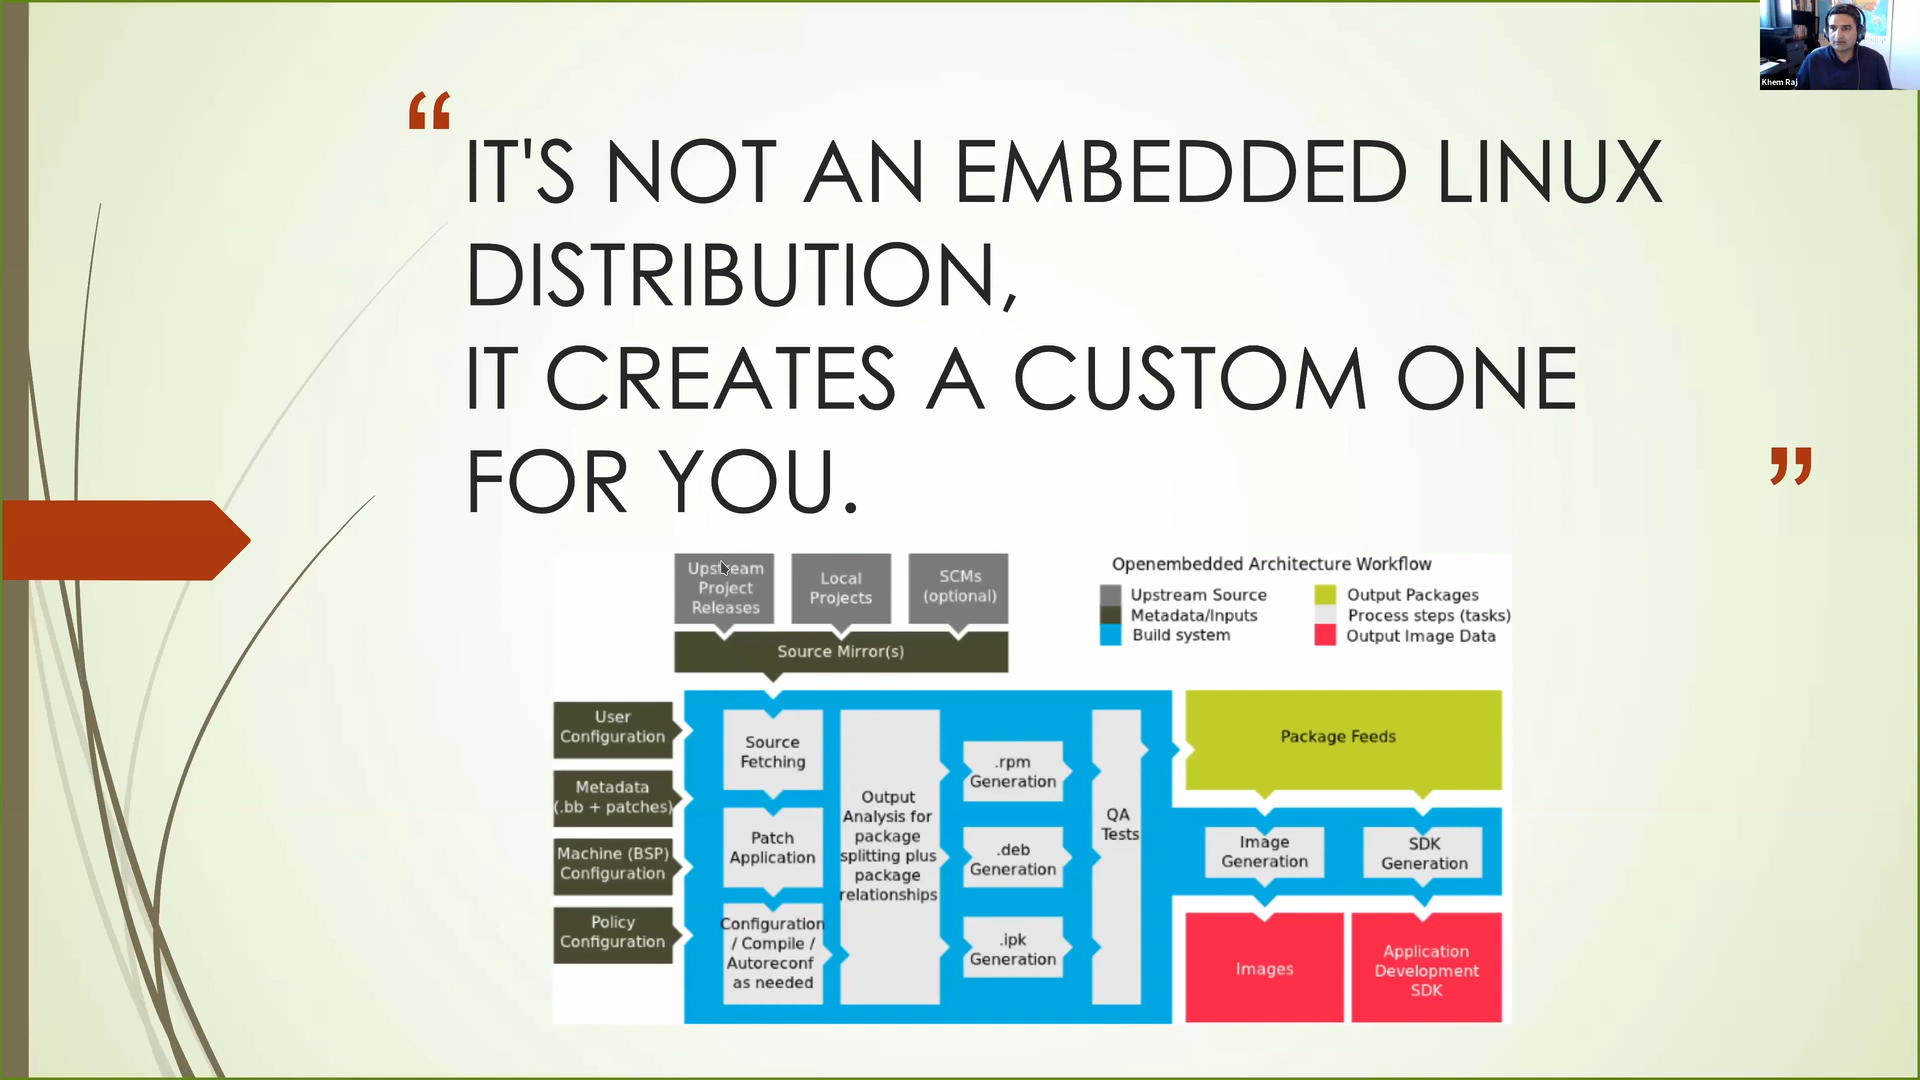 Khem Raj
“
IT'S NOT AN EMBEDDED LINUX
DISTRIBUTION,
IT CREATES A CUSTOM ONE
FOR YOU.
”
Upstream
Project
Releases
Local
Projects
SCMs
(optional)
Source Mirror(s)
Openembedded Architecture Workflow
Upstream Source
Metadata/Inputs
Build system
Output Packages
Process steps (tasks)
Output Image Data
User
Configuration
Metadata
(.bb + patches)
Machine (BSP)
Configuration
Policy
Configuration
Source
Fetching
Patch
Application
Configuration
/ Compile /
Autoreconf
as needed
Output
Analysis for
package
splitting plus
package
relationships
.rpm
Generation
.deb
Generation
.ipk
Generation
QA
Tests
Package Feeds
Image
Generation
SDK
Generation
Images
Application
Development
SDK